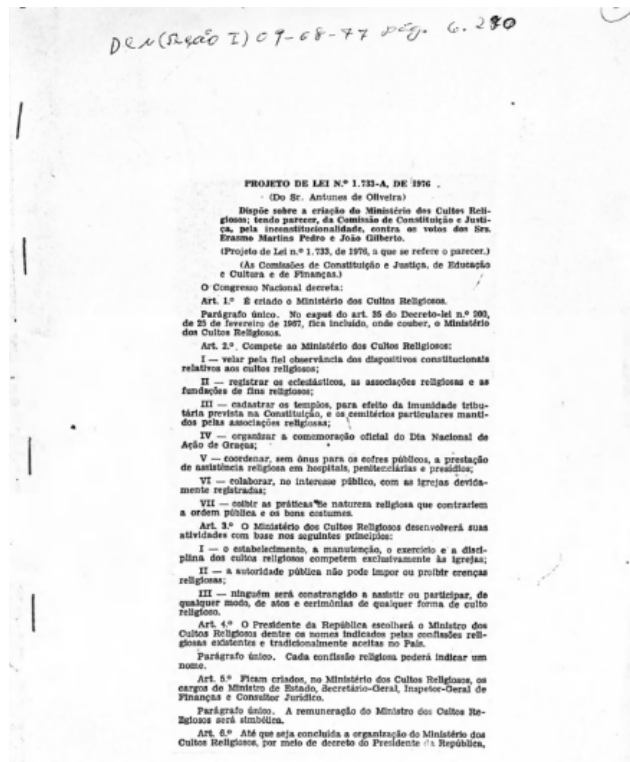 DCN (Seção I) 09-08-77 pág. 6.280
PROJETO DE LEI N.º 1.733-A, DE 1976
(Do Sr. Antunes de Oliveira)
Dispõe sobre a criação do Ministério dos Cultos Reli-
giosos; tendo parecer, da Comissão de Constituição e Justi-
ça, pela inconstitucionalidade, contra os votos dos Srs.
Erasmo Martins Pedro e João Gilberto.
(Projeto de Lei n.º 1.733, de 1976, a que se refere o parecer.)
(As Comissões de Constituição e Justiça, de Educação
e Cultura e de Finanças.)
O Congresso Nacional decreta:
Art. 1.º É criado o Ministério dos Cultos Religiosos.
Parágrafo único. No caput do art. 35 do Decreto-lei n.º 200,
de 25 de fevereiro de 1967, fica incluído, onde couber, o Ministério
dos Cultos Religiosos.
Art. 2.º Compete ao Ministério dos Cultos Religiosos:
I — velar pela fiel observância dos dispositivos constitucionais
relativos aos cultos religiosos;
II — registrar os eclesiásticos, as associações religiosas e as
fundações de fins religiosos;
III — cadastrar os templos, para efeito da imunidade tribu-
tária prevista na Constituição, e os cemitérios particulares manti-
dos pelas associações religiosas;
IV — organizar a comemoração oficial do Dia Nacional de
Ação de Graças;
V — coordenar, sem ônus para os cofres públicos, a prestação
de assistência religiosa em hospitais, penitenciárias e presídios;
VI — colaborar, no interesse público, com as igrejas devida-
mente registradas;
VII — coibir as práticas de natureza religiosa que contrariem
a ordem pública e os bons costumes.
Art. 3.º O Ministério dos Cultos Religiosos desenvolverá suas
atividades com base nos seguintes princípios:
I — o estabelecimento, a manutenção, o exercício e a disci-
plina dos cultos religiosos competem exclusivamente às igrejas;
II — a autoridade pública não pode impor ou proibir crenças
religiosas;
III — ninguém será constrangido a assistir ou participar, de
qualquer modo, de atos e cerimônias de qualquer forma de culto
religioso.
Art. 4.º O Presidente da República escolherá o Ministro dos
Cultos Religiosos dentre os nomes indicados pelas confissões reli-
giosas existentes e tradicionalmente aceitas no País.
Parágrafo único. Cada confissão religiosa poderá indicar um
nome.
Art. 5.º Ficam criados, no Ministério dos Cultos Religiosos, os
cargos de Ministro de Estado, Secretário-Geral, Inspetor-Geral de
Finanças e Consultor Jurídico.
Parágrafo único. A remuneração do Ministro dos Cultos Re-
ligiosos será simbólica.
Art. 6.º Até que seja concluída a organização do Ministério dos
Cultos Religiosos, por meio de decreto do Presidente da República,